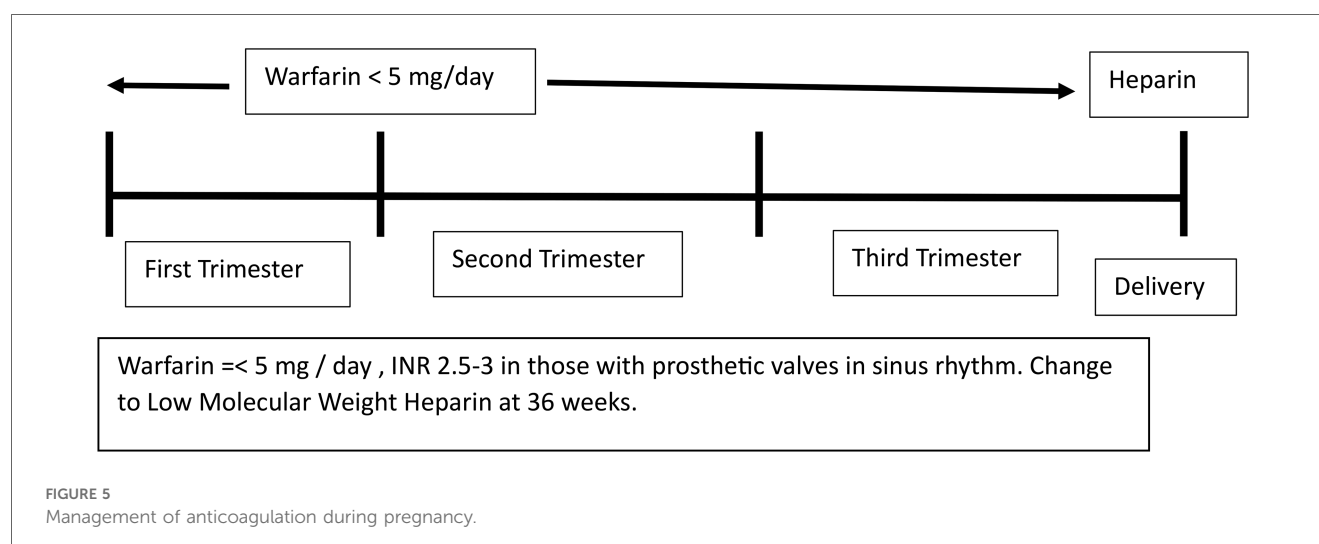 Warfarin < 5 mg/day
Heparin
First Trimester
Second Trimester
Third Trimester
Delivery
Warfarin =< 5 mg / day , INR 2.5-3 in those with prosthetic valves in sinus rhythm. Change
to Low Molecular Weight Heparin at 36 weeks.
FIGURE 5
Management of anticoagulation during pregnancy.